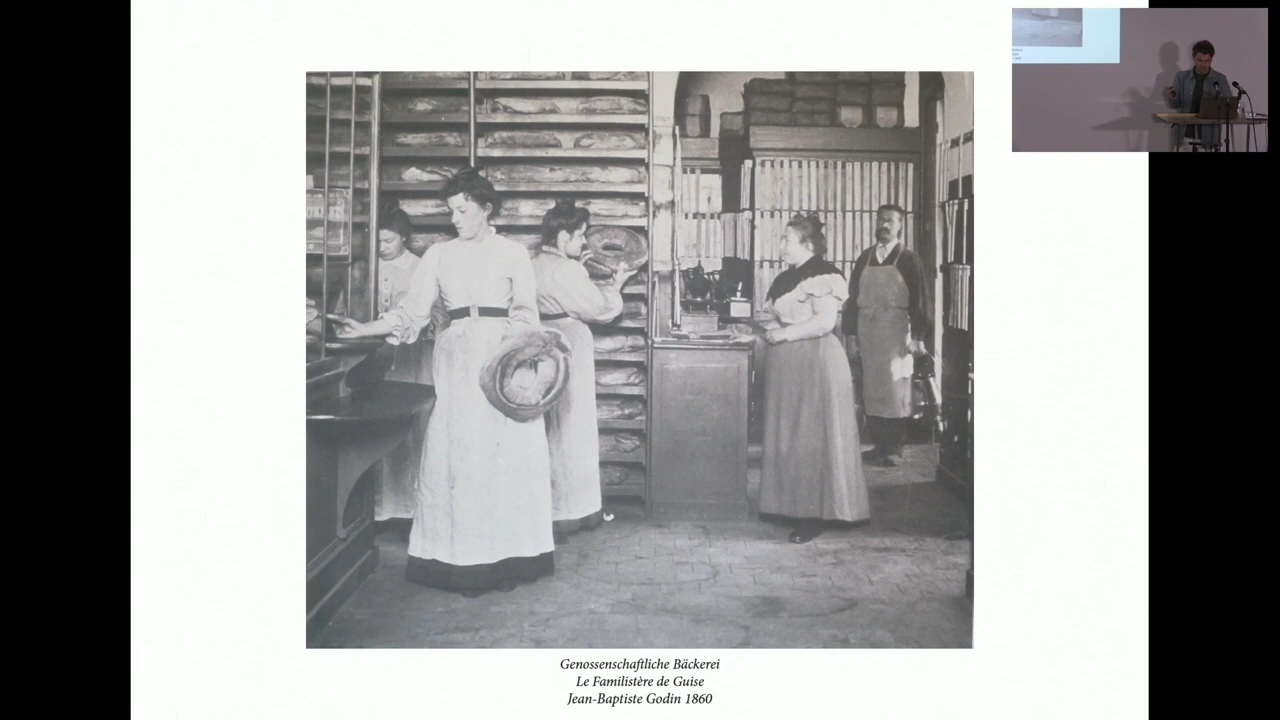 Genossenschaftliche Bäckerei
Le Familistère de Guise
Jean-Baptiste Godin 1860